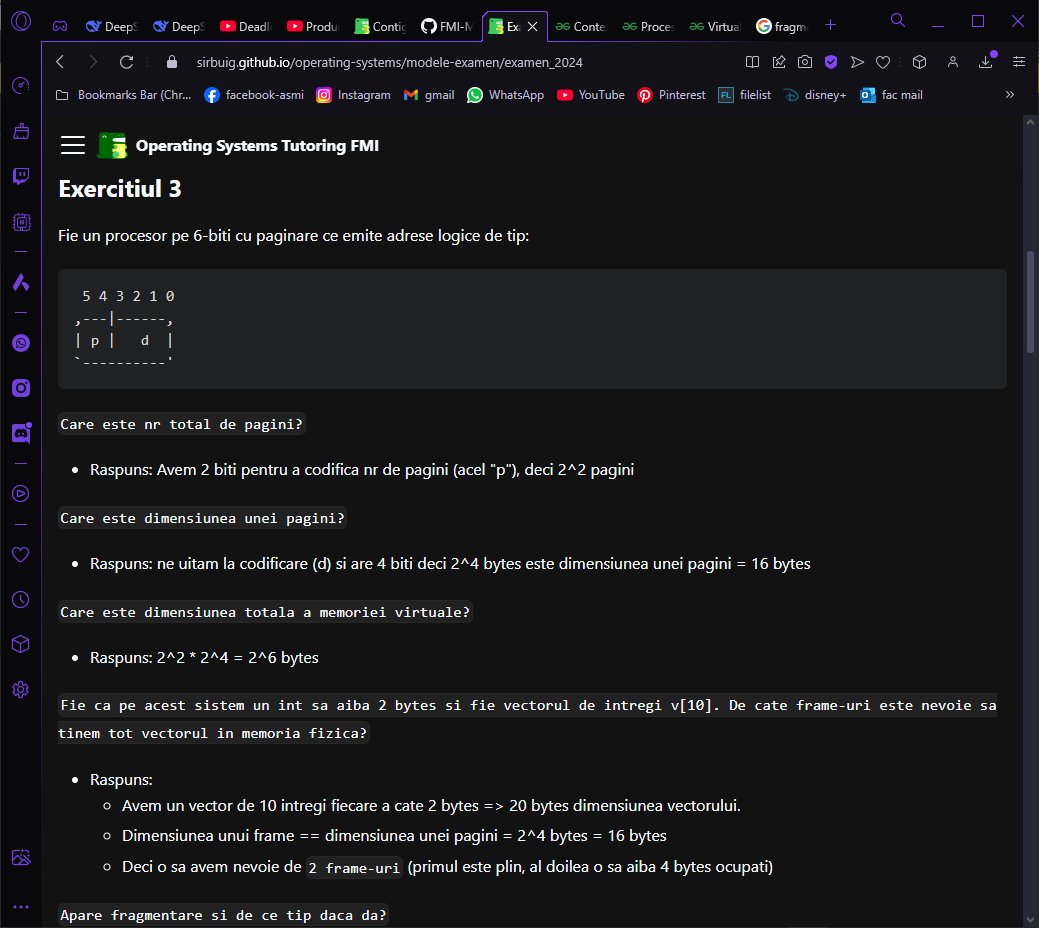 DeepS DeepS Deadl Produ Contig FMI-M Exa Conte Proces Virtua fragm
sirbuig.github.io/operating-systems/modele-examen/examen_2024
Bookmarks Bar (Chr... facebook-asmi Instagram gmail WhatsApp YouTube Pinterest FL filelist disney+ fac mail »
Operating Systems Tutoring FMI
Exercitiul 3
Fie un procesor pe 6-biti cu paginare ce emite adrese logice de tip:
5 4 3 2 1 0
,---|------,
| p |   d  |
`----------'
Care este nr total de pagini?
• Raspuns: Avem 2 biti pentru a codifica nr de pagini (acel "p"), deci 2^2 pagini
Care este dimensiunea unei pagini?
• Raspuns: ne uitam la codificare (d) si are 4 biti deci 2^4 bytes este dimensiunea unei pagini = 16 bytes
Care este dimensiunea totala a memoriei virtuale?
• Raspuns: 2^2 * 2^4 = 2^6 bytes
Fie ca pe acest sistem un int sa aiba 2 bytes si fie vectorul de intregi v[10]. De cate frame-uri este nevoie sa
tinem tot vectorul in memoria fizica?
• Raspuns:
◦ Avem un vector de 10 intregi fiecare a cate 2 bytes => 20 bytes dimensiunea vectorului.
◦ Dimensiunea unui frame == dimensiunea unei pagini = 2^4 bytes = 16 bytes
◦ Deci o sa avem nevoie de 2 frame-uri (primul este plin, al doilea o sa aiba 4 bytes ocupati)
Apare fragmentare si de ce tip daca da?